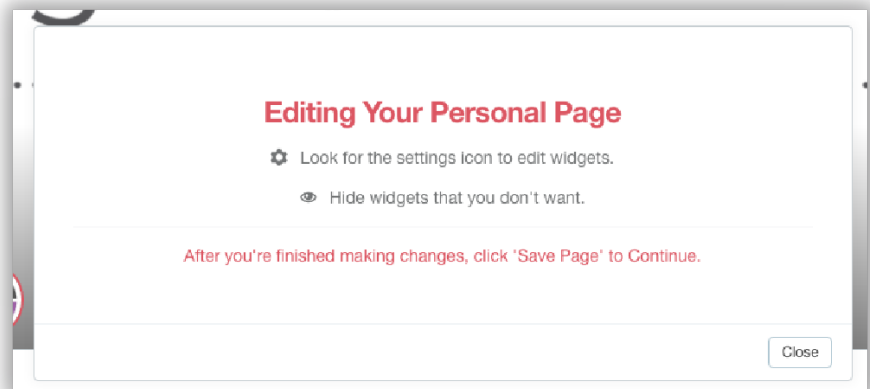 Editing Your Personal Page
Look for the settings icon to edit widgets.
Hide widgets that you don't want.
After you're finished making changes, click 'Save Page' to Continue.
Close